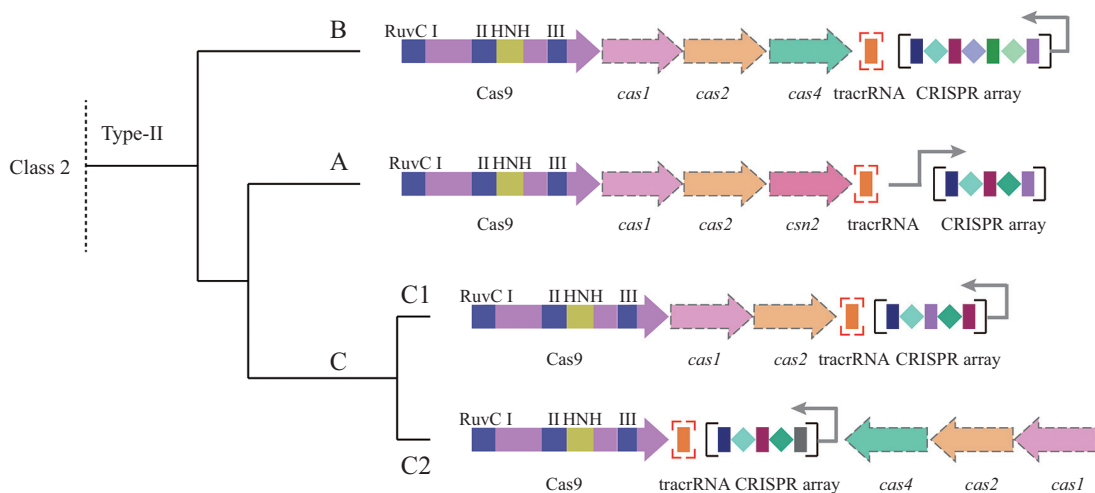 B
RuvC I II HNH III
Cas9 cas1 cas2 cas4 tracrRNA CRISPR array
Type-II
Class 2
A
RuvC I II HNH III
Cas9 cas1 cas2 csn2 tracrRNA CRISPR array
C1
RuvC I II HNH III
Cas9 cas1 cas2 tracrRNA CRISPR array
C
RuvC I II HNH III
C2
Cas9 tracrRNA CRISPR array cas4 cas2 cas1